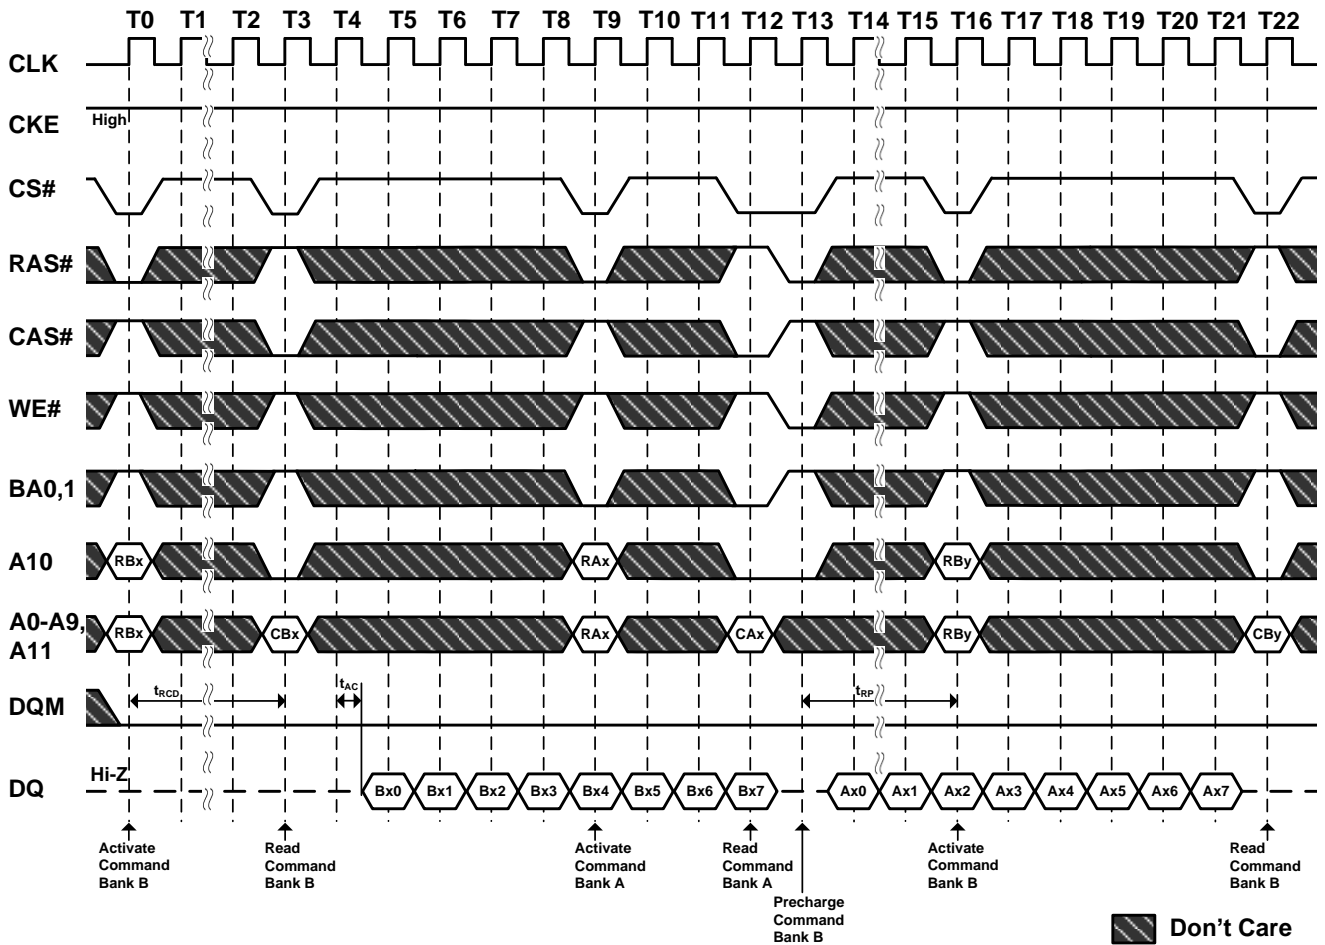 T0 T1 T2 T3 T4 T5 T6 T7 T8 T9 T10 T11 T12 T13 T14 T15 T16 T17 T18 T19 T20 T21 T22
CLK
CKE
High
CS#
RAS#
CAS#
WE#
BA0,1
A10
RBx RAx RBy
A0-A9,
A11
RBx CBx RAx CAx RBy CBy
DQM
tRCD tAC tRP
DQ
Hi-Z
Bx0 Bx1 Bx2 Bx3 Bx4 Bx5 Bx6 Bx7 Ax0 Ax1 Ax2 Ax3 Ax4 Ax5 Ax6 Ax7
Activate
Command
Bank B
Read
Command
Bank B
Activate
Command
Bank A
Read
Command
Bank A
Precharge
Command
Bank B
Activate
Command
Bank B
Read
Command
Bank B
Don't Care